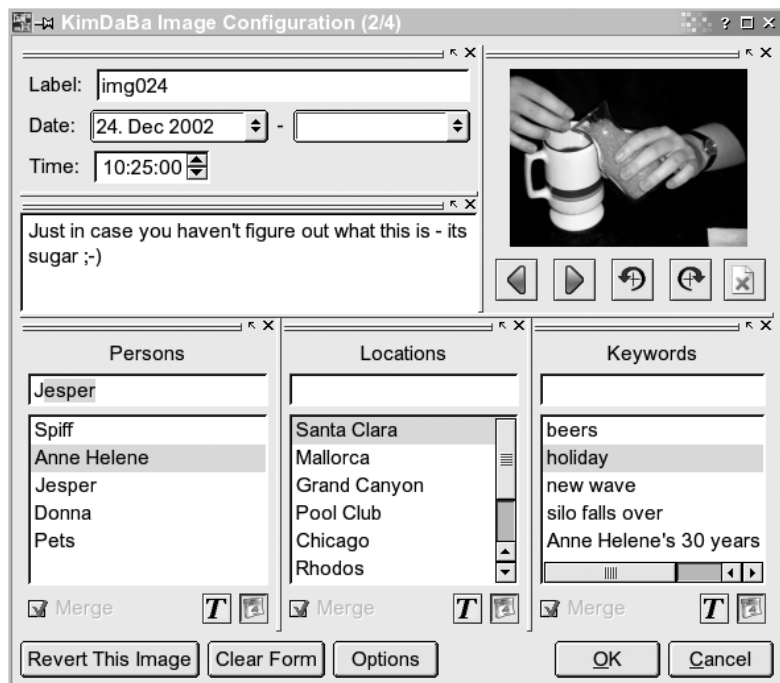 KimDaBa Image Configuration (2/4)
Label: img024
Date: 24. Dec 2002 -
Time: 10:25:00
Just in case you haven't figure out what this is - its
sugar ;-)
Persons
Jesper
Spiff
Anne Helene
Jesper
Donna
Pets
Merge T
Locations
Santa Clara
Mallorca
Grand Canyon
Pool Club
Chicago
Rhodos
Merge T
Keywords
beers
holiday
new wave
silo falls over
Anne Helene's 30 years
Merge T
Revert This Image Clear Form Options OK Cancel